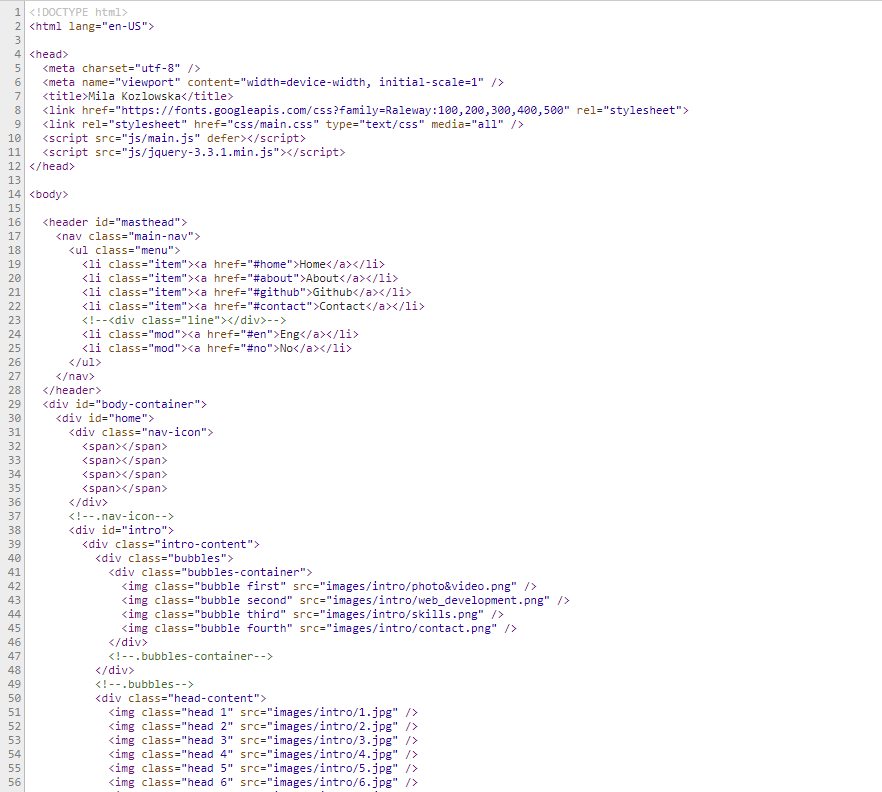 1 <!DOCTYPE html>
2 <html lang="en-US">
3
4 <head>
5 <meta charset="utf-8" />
6 <meta name="viewport" content="width=device-width, initial-scale=1" />
7 <title>Mila Kozlowska</title>
8 <link href="https://fonts.googleapis.com/css?family=Raleway:100,200,300,400,500" rel="stylesheet">
9 <link rel="stylesheet" href="css/main.css" type="text/css" media="all" />
10 <script src="js/main.js" defer></script>
11 <script src="js/jquery-3.3.1.min.js"></script>
12 </head>
13
14 <body>
15
16 <header id="masthead">
17 <nav class="main-nav">
18 <ul class="menu">
19 <li class="item"><a href="#home">Home</a></li>
20 <li class="item"><a href="#about">About</a></li>
21 <li class="item"><a href="#github">Github</a></li>
22 <li class="item"><a href="#contact">Contact</a></li>
23 <!--<div class="line"></div>-->
24 <li class="mod"><a href="#en">Eng</a></li>
25 <li class="mod"><a href="#no">No</a></li>
26 </ul>
27 </nav>
28 </header>
29 <div id="body-container">
30 <div id="home">
31 <div class="nav-icon">
32 <span></span>
33 <span></span>
34 <span></span>
35 <span></span>
36 </div>
37 <!--.nav-icon-->
38 <div id="intro">
39 <div class="intro-content">
40 <div class="bubbles">
41 <div class="bubbles-container">
42 <img class="bubble first" src="images/intro/photo&video.png" />
43 <img class="bubble second" src="images/intro/web_development.png" />
44 <img class="bubble third" src="images/intro/skills.png" />
45 <img class="bubble fourth" src="images/intro/contact.png" />
46 </div>
47 <!--.bubbles-container-->
48 </div>
49 <!--.bubbles-->
50 <div class="head-content">
51 <img class="head 1" src="images/intro/1.jpg" />
52 <img class="head 2" src="images/intro/2.jpg" />
53 <img class="head 3" src="images/intro/3.jpg" />
54 <img class="head 4" src="images/intro/4.jpg" />
55 <img class="head 5" src="images/intro/5.jpg" />
56 <img class="head 6" src="images/intro/6.jpg" />